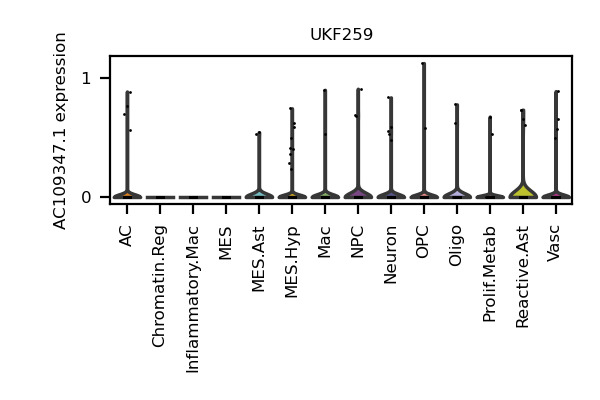 UKF259
AC109347.1 expression
1
0
AC
Chromatin.Reg
Inflammatory.Mac
MES
MES.Ast
MES.Hyp
Mac
NPC
Neuron
OPC
Oligo
Prolif.Metab
Reactive.Ast
Vasc